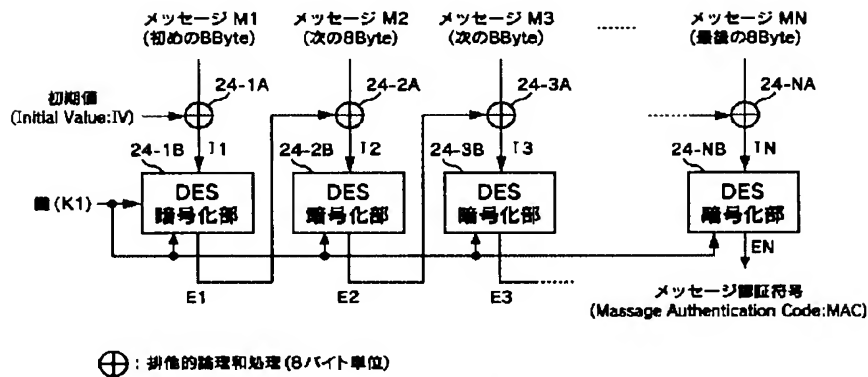 メッセージ M1
(初めの8Byte)
メッセージ M2
(次の8Byte)
メッセージ M3
(次の8Byte)
メッセージ MN
(最後の8Byte)
24-1A
24-2A
24-3A
24-NA
初期値
(Initial Value:IV)
I1
I2
I3
IN
24-1B
24-2B
24-3B
24-NB
鍵(K1)
DES
暗号化部
DES
暗号化部
DES
暗号化部
DES
暗号化部
E1
E2
E3
EN
メッセージ認証符号
(Massage Authentication Code:MAC)
⊕ : 排他的論理和処理(8バイト単位)